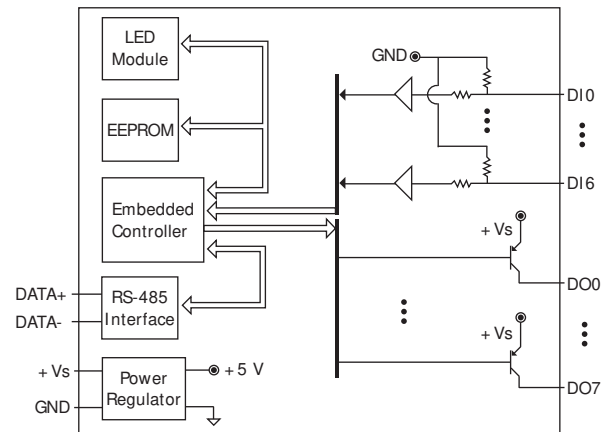 LED
Module
EEPROM
Embedded
Controller
RS-485
Interface
DATA+
DATA-
+ Vs
GND
Power
Regulator
+ 5 V
GND
DI0
DI6
+ Vs
DO0
+ Vs
DO7